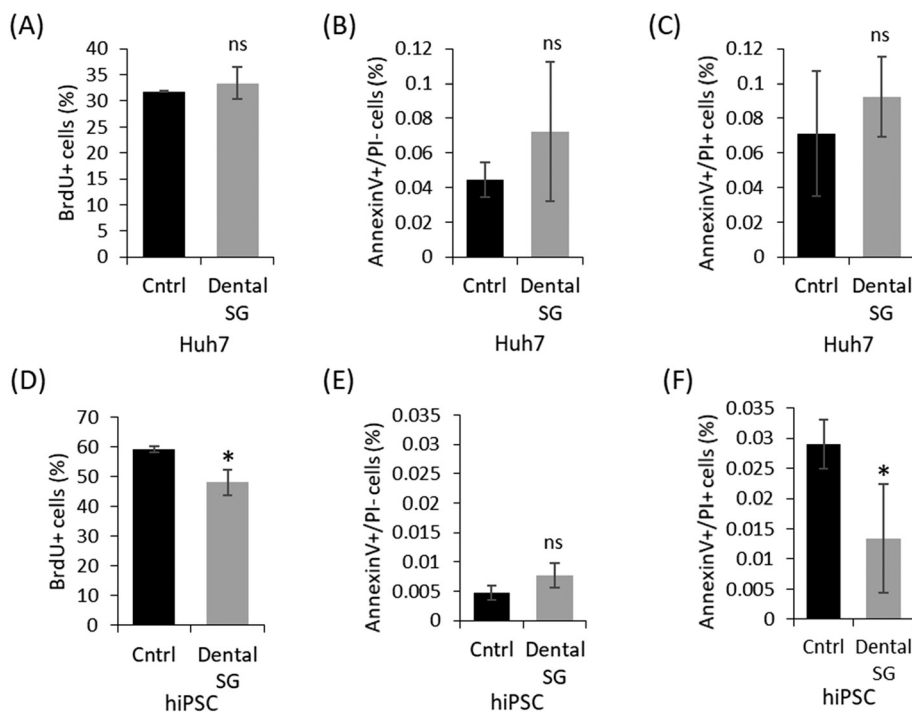 (A)
BrdU+ cells (%)
40
35
30
25
20
15
10
5
0
ns
Cntrl Dental
SG
Huh7
(B)
AnnexinV+/PI- cells (%)
0.12
0.1
0.08
0.06
0.04
0.02
0
ns
Cntrl Dental
SG
Huh7
(C)
AnnexinV+/PI+ cells (%)
0.12
0.1
0.08
0.06
0.04
0.02
0
ns
Cntrl Dental
SG
Huh7
(D)
BrdU+ cells (%)
70
60
50
40
30
20
10
0
*
Cntrl Dental
SG
hiPSC
(E)
AnnexinV+/PI- cells (%)
0.035
0.03
0.025
0.02
0.015
0.01
0.005
0
ns
Cntrl Dental
SG
hiPSC
(F)
AnnexinV+/PI+ cells (%)
0.035
0.03
0.025
0.02
0.015
0.01
0.005
0
*
Cntrl Dental
SG
hiPSC